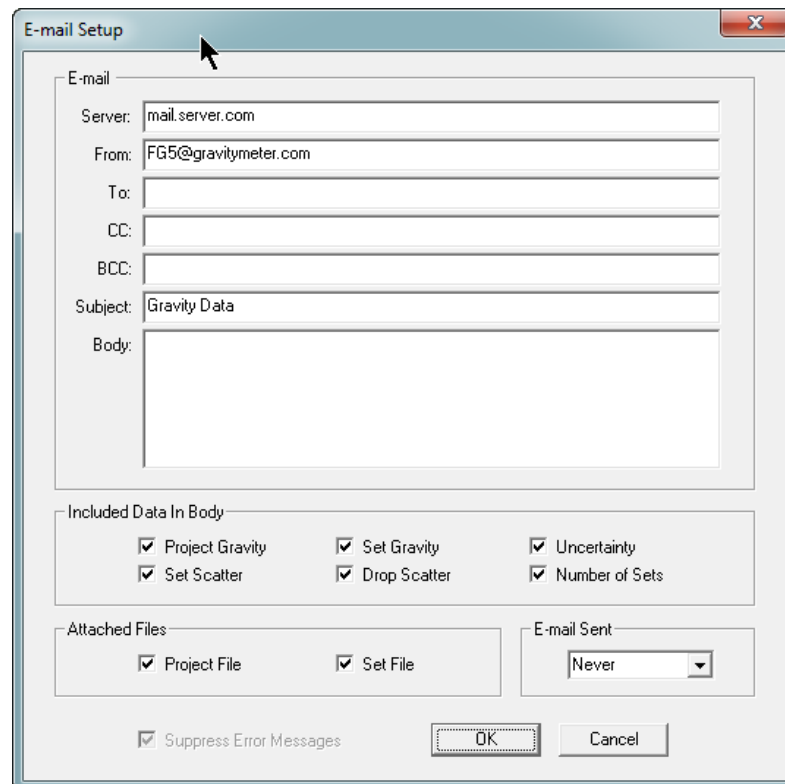 E-mail Setup
E-mail
Server: mail.server.com
From: FG5@gravitymeter.com
To:
CC:
BCC:
Subject: Gravity Data
Body:
Included Data In Body
Project Gravity Set Gravity Uncertainty
Set Scatter Drop Scatter Number of Sets
Attached Files E-mail Sent
Project File Set File Never
Suppress Error Messages OK Cancel